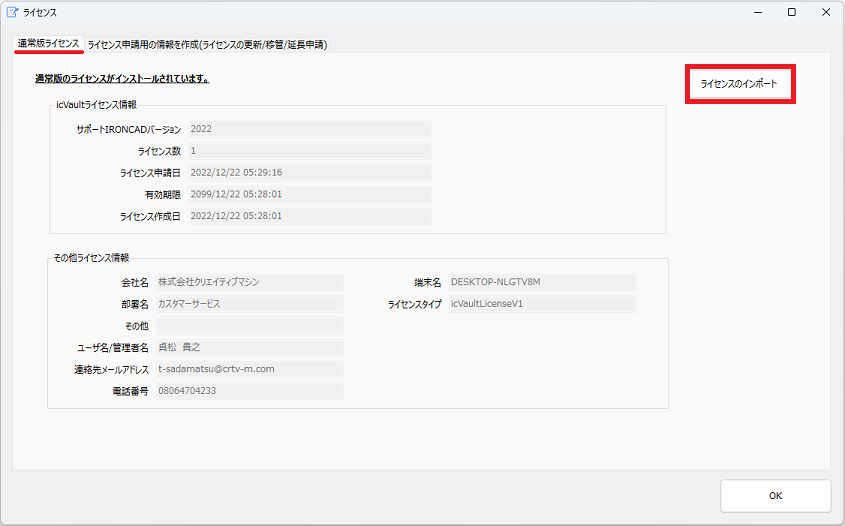 ライセンス
通常版ライセンス ライセンス申請用の情報を作成(ライセンスの更新/移管/延長申請)
通常版のライセンスがインストールされています。
ライセンスのインポート
icVaultライセンス情報
サポートIRONCADバージョン 2022
ライセンス数 1
ライセンス申請日 2022/12/22 05:29:16
有効期限 2099/12/22 05:28:01
ライセンス作成日 2022/12/22 05:28:01
その他ライセンス情報
会社名 株式会社クリエイティブマシン 端末名 DESKTOP-NLGTV8M
部署名 カスタマーサービス ライセンスタイプ icVaultLicenseV1
その他
ユーザ名/管理者名 貞松 貴之
連絡先メールアドレス t-sadamatsu@crtv-m.com
電話番号 08064704233
OK